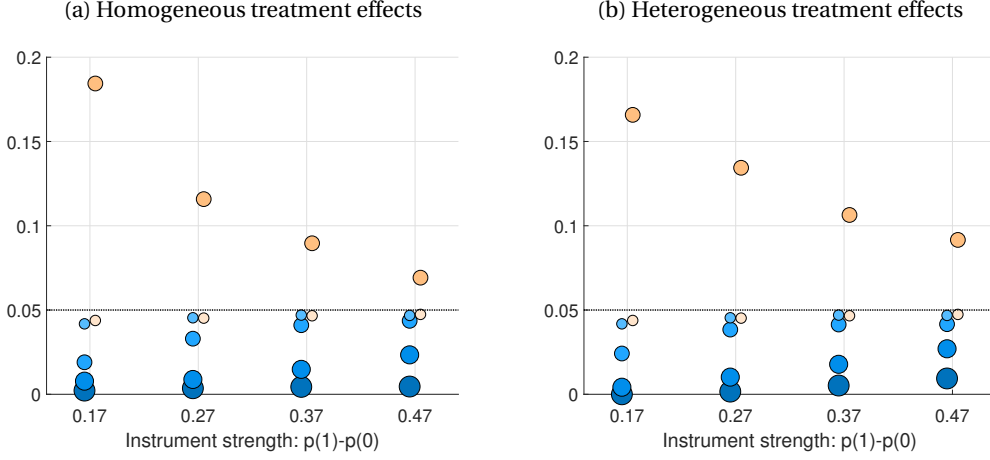 (a) Homogeneous treatment effects
0.2
0.15
0.1
0.05
0
0.17 0.27 0.37 0.47
Instrument strength: p(1)-p(0)
(b) Heterogeneous treatment effects
0.2
0.15
0.1
0.05
0
0.17 0.27 0.37 0.47
Instrument strength: p(1)-p(0)